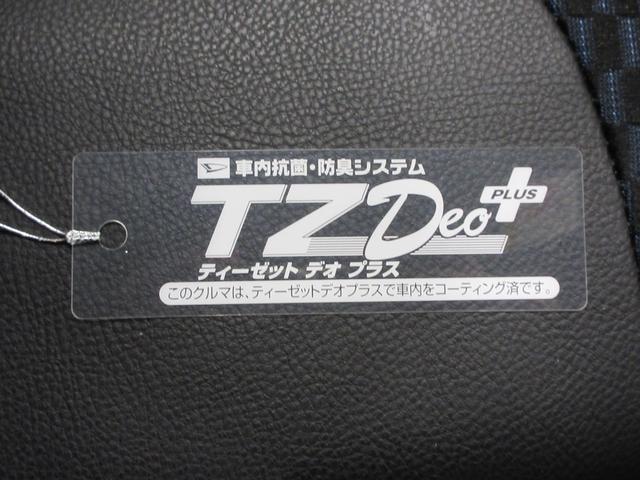 車内抗菌・防臭システム
TZ Deo PLUS
ティーゼット デオ プラス
このクルマは、ティーゼットデオプラスで車内をコーティング済です。